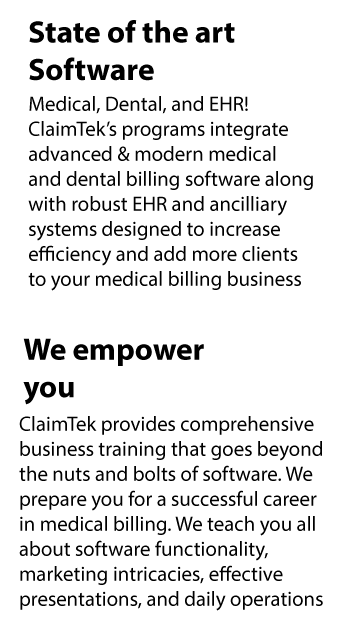 State of the art
Software
Medical, Dental, and EHR!
ClaimTek’s programs integrate
advanced & modern medical
and dental billing software along
with robust EHR and ancilliary
systems designed to increase
efficiency and add more clients
to your medical billing business
We empower
you
ClaimTek provides comprehensive
business training that goes beyond
the nuts and bolts of software. We
prepare you for a successful career
in medical billing. We teach you all
about software functionality,
marketing intricacies, effective
presentations, and daily operations